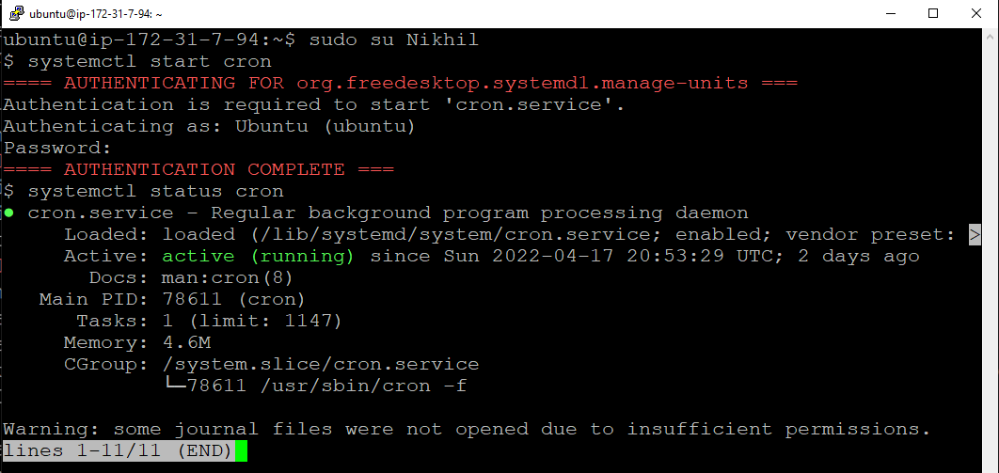 ubuntu@ip-172-31-7-94: ~
ubuntu@ip-172-31-7-94:~$ sudo su Nikhil
$ systemctl start cron
==== AUTHENTICATING FOR org.freedesktop.systemd1.manage-units ===
Authentication is required to start 'cron.service'.
Authenticating as: Ubuntu (ubuntu)
Password:
==== AUTHENTICATION COMPLETE ===
$ systemctl status cron
● cron.service - Regular background program processing daemon
     Loaded: loaded (/lib/systemd/system/cron.service; enabled; vendor preset: >
     Active: active (running) since Sun 2022-04-17 20:53:29 UTC; 2 days ago
       Docs: man:cron(8)
   Main PID: 78611 (cron)
      Tasks: 1 (limit: 1147)
     Memory: 4.6M
     CGroup: /system.slice/cron.service
             └─78611 /usr/sbin/cron -f
Warning: some journal files were not opened due to insufficient permissions.
lines 1-11/11 (END)